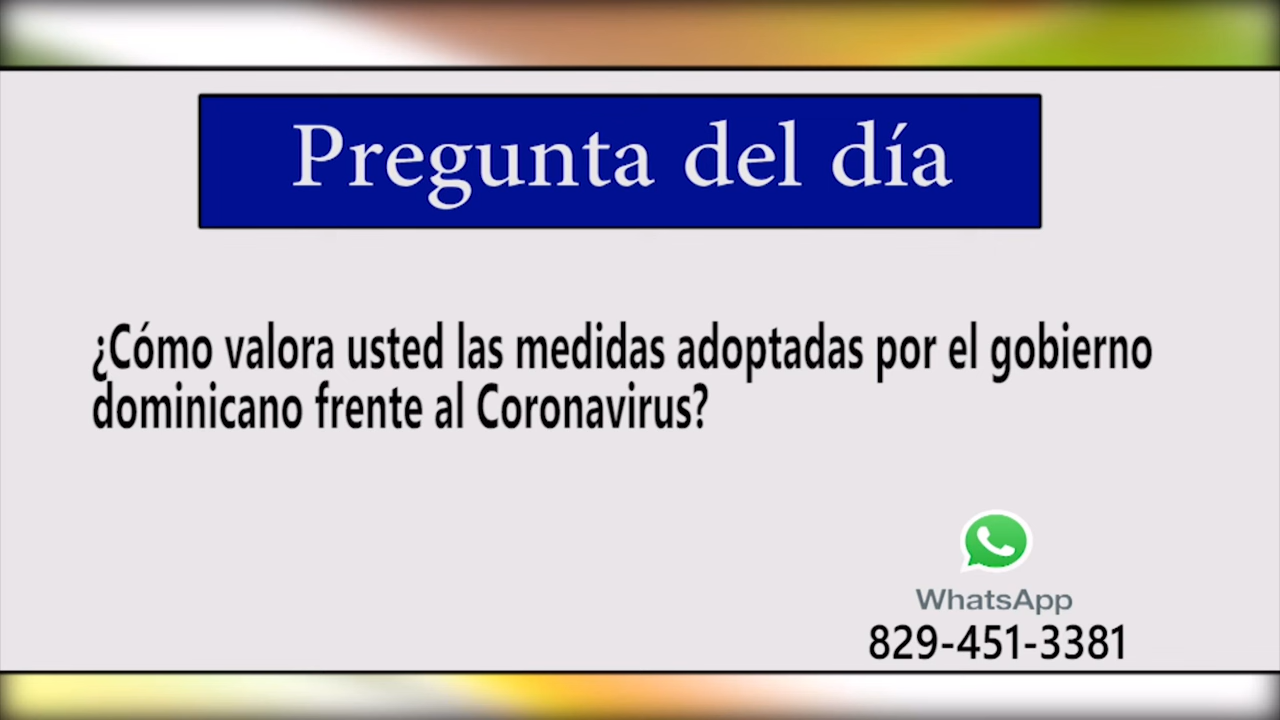 Pregunta del día
¿Cómo valora usted las medidas adoptadas por el gobierno
dominicano frente al Coronavirus?
WhatsApp
829-451-3381